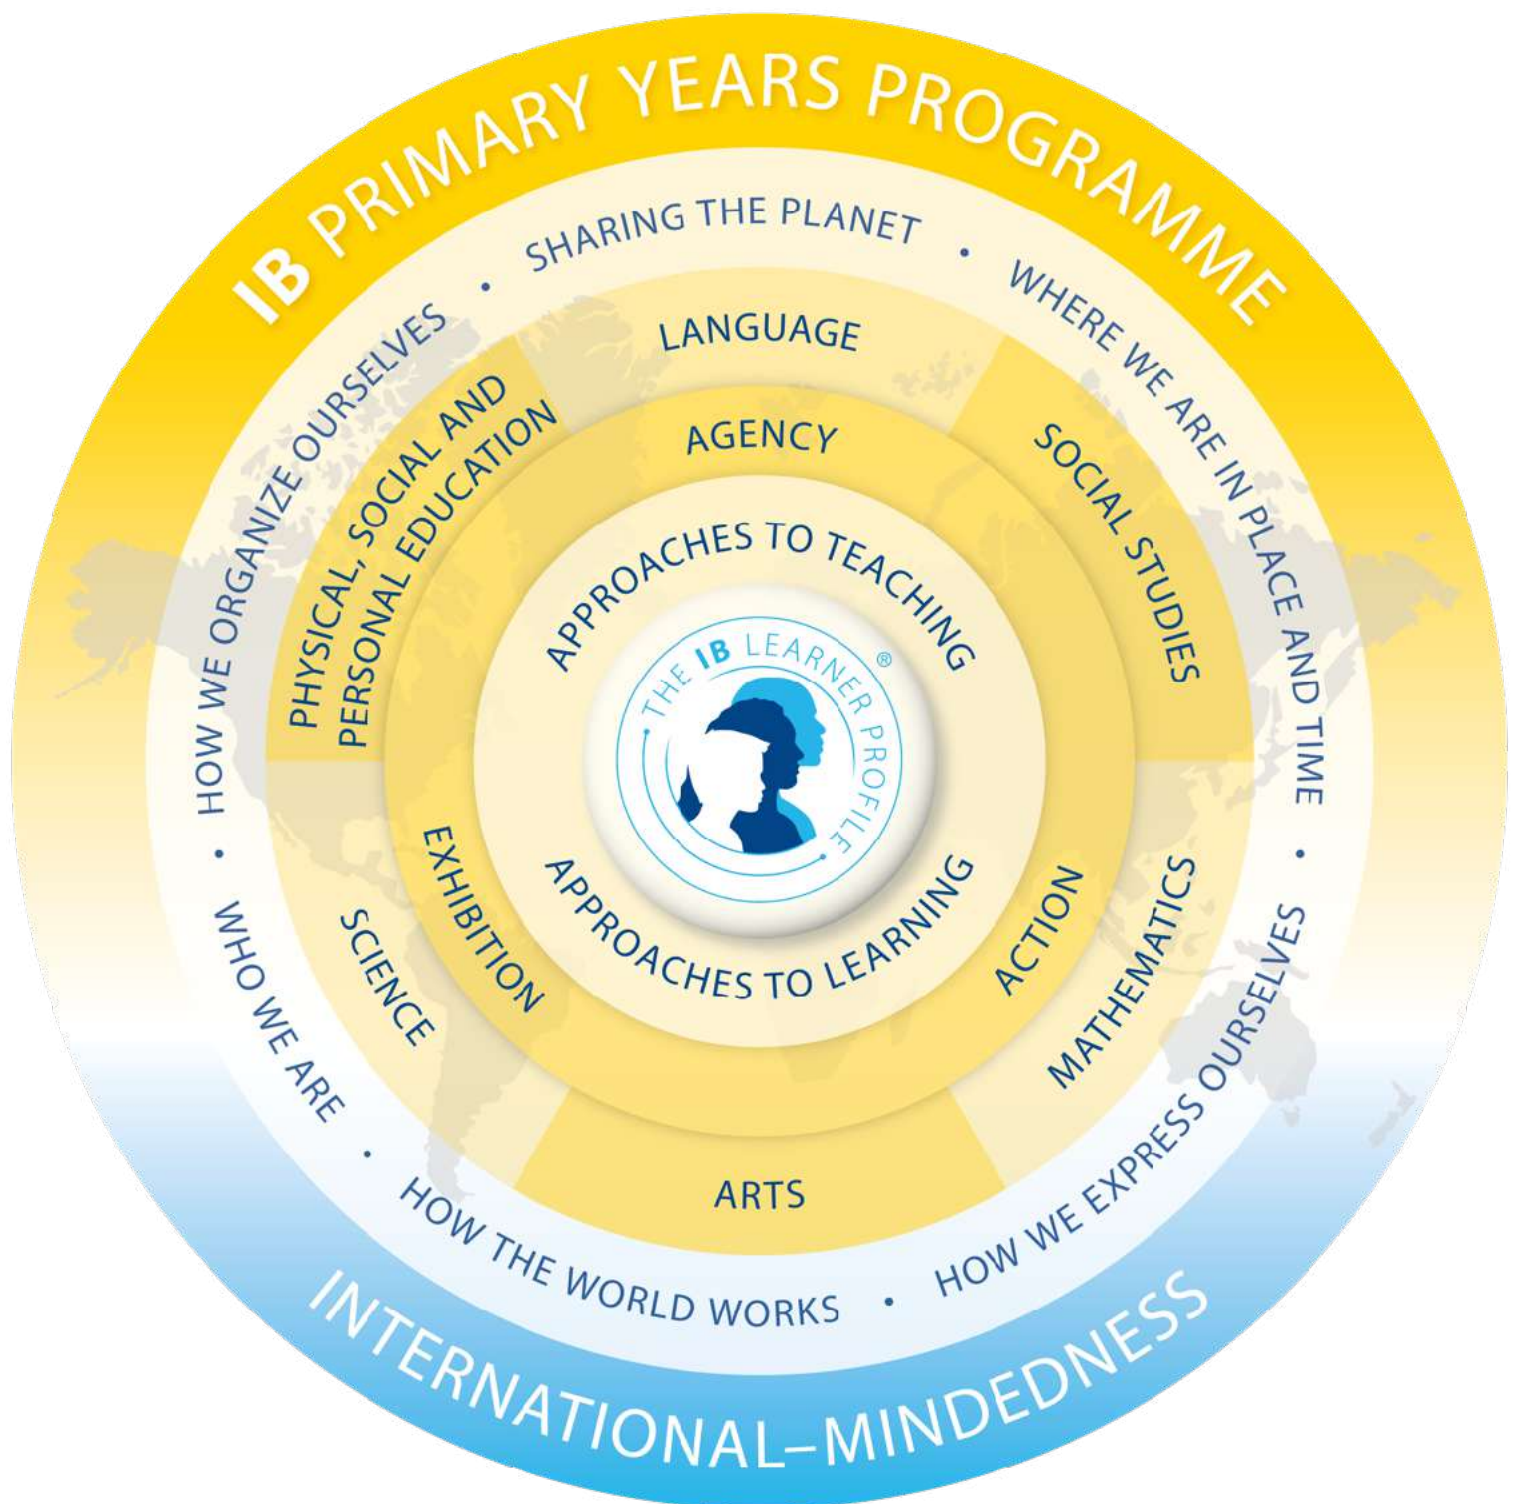 IB PRIMARY YEARS PROGRAMME
SHARING THE PLANET
•
WHERE WE ARE IN PLACE AND TIME
•
HOW WE EXPRESS OURSELVES
•
HOW THE WORLD WORKS
•
WHO WE ARE
•
HOW WE ORGANIZE OURSELVES
•
LANGUAGE
SOCIAL STUDIES
MATHEMATICS
ARTS
SCIENCE
PHYSICAL, SOCIAL AND
PERSONAL EDUCATION
AGENCY
ACTION
EXHIBITION
APPROACHES TO TEACHING
THE IB LEARNER PROFILE ®
APPROACHES TO LEARNING
INTERNATIONAL–MINDEDNESS